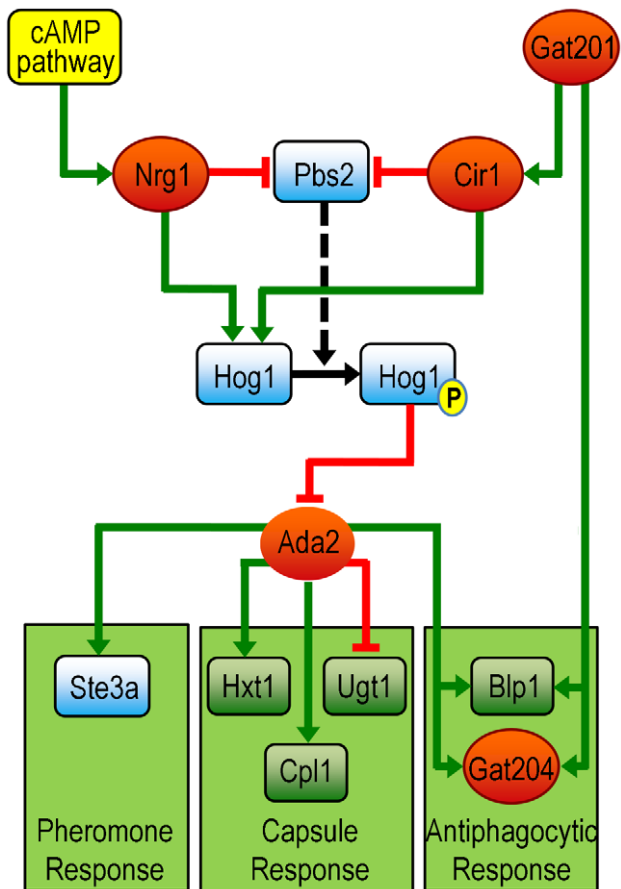 cAMP
pathway
Gat201
Nrg1
Pbs2
Cir1
Hog1
Hog1
P
Ada2
Ste3a
Hxt1
Ugt1
Blp1
Cpl1
Gat204
Pheromone
Response
Capsule
Response
Antiphagocytic
Response